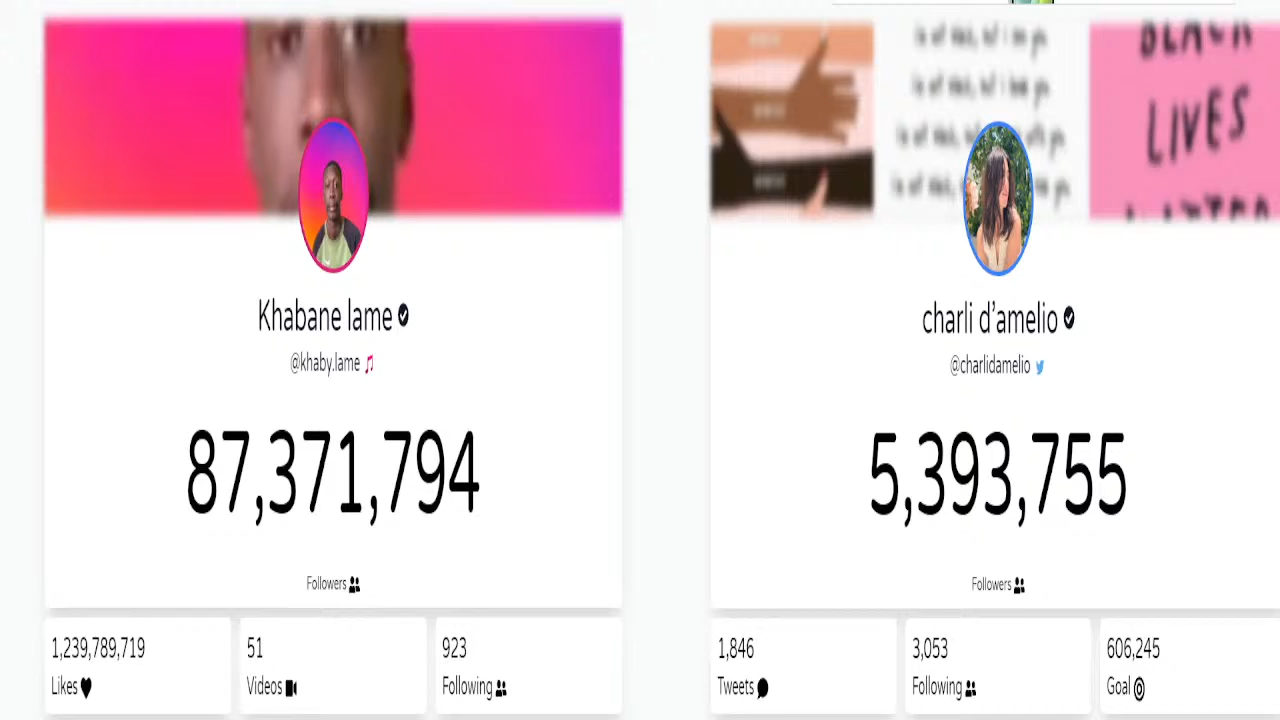 Khabane lame
@khaby.lame
87,371,794
Followers
1,239,789,719
Likes
51
Videos
923
Following
BLACK
LIVES
MATTER
charli d’amelio
@charlidamelio
5,393,755
Followers
1,846
Tweets
3,053
Following
606,245
Goal